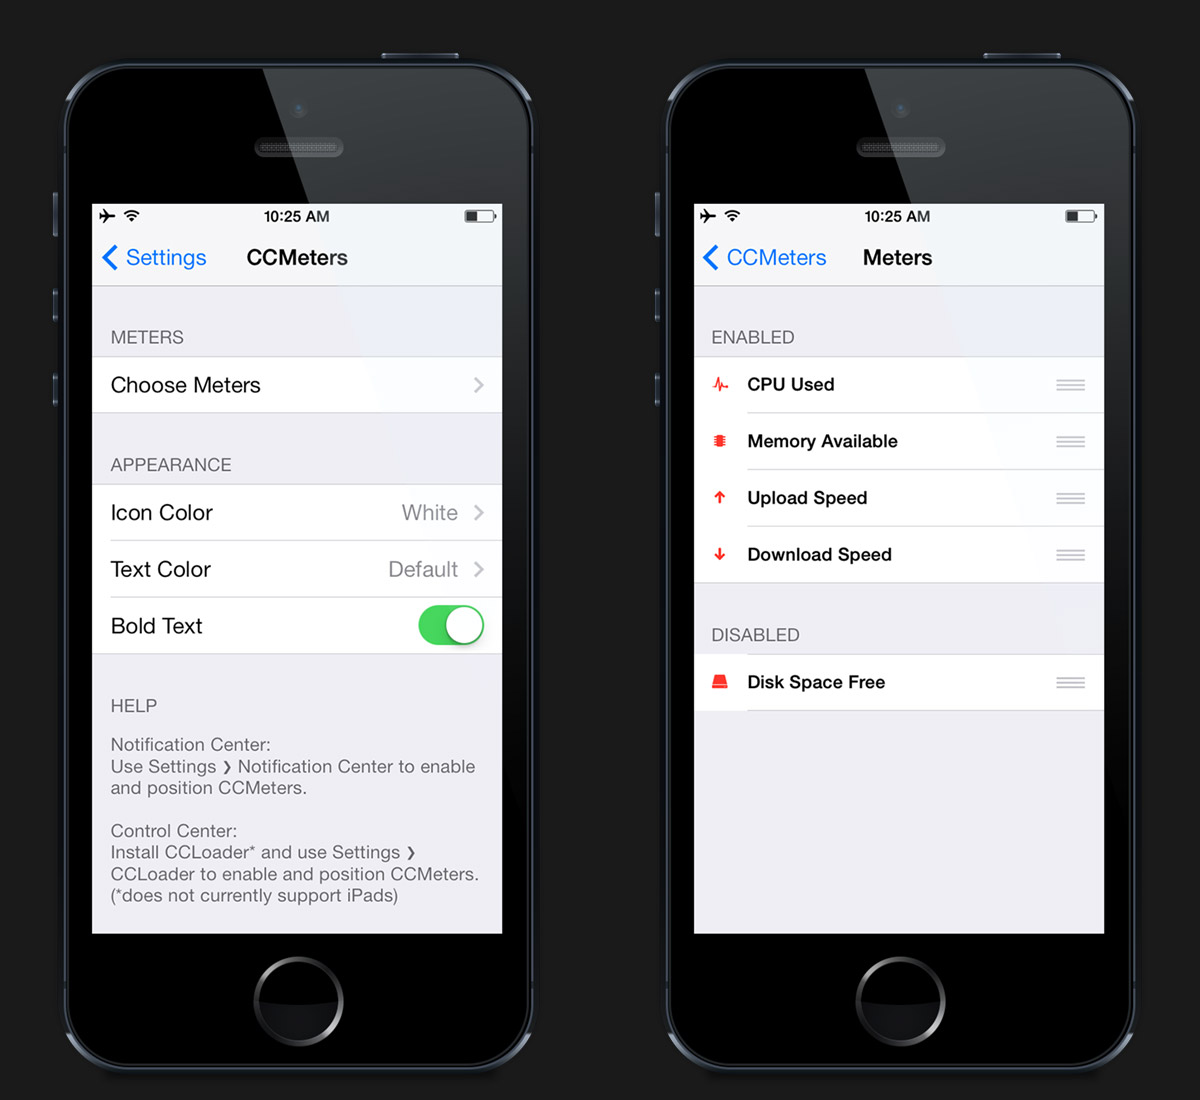 10:25 AM
Settings
CCMeters
METERS
Choose Meters
APPEARANCE
Icon Color White
Text Color Default
Bold Text
HELP
Notification Center:
Use Settings ❯ Notification Center to enable
and position CCMeters.
Control Center:
Install CCLoader* and use Settings ❯
CCLoader to enable and position CCMeters.
(*does not currently support iPads)
10:25 AM
CCMeters
Meters
ENABLED
CPU Used
Memory Available
Upload Speed
Download Speed
DISABLED
Disk Space Free